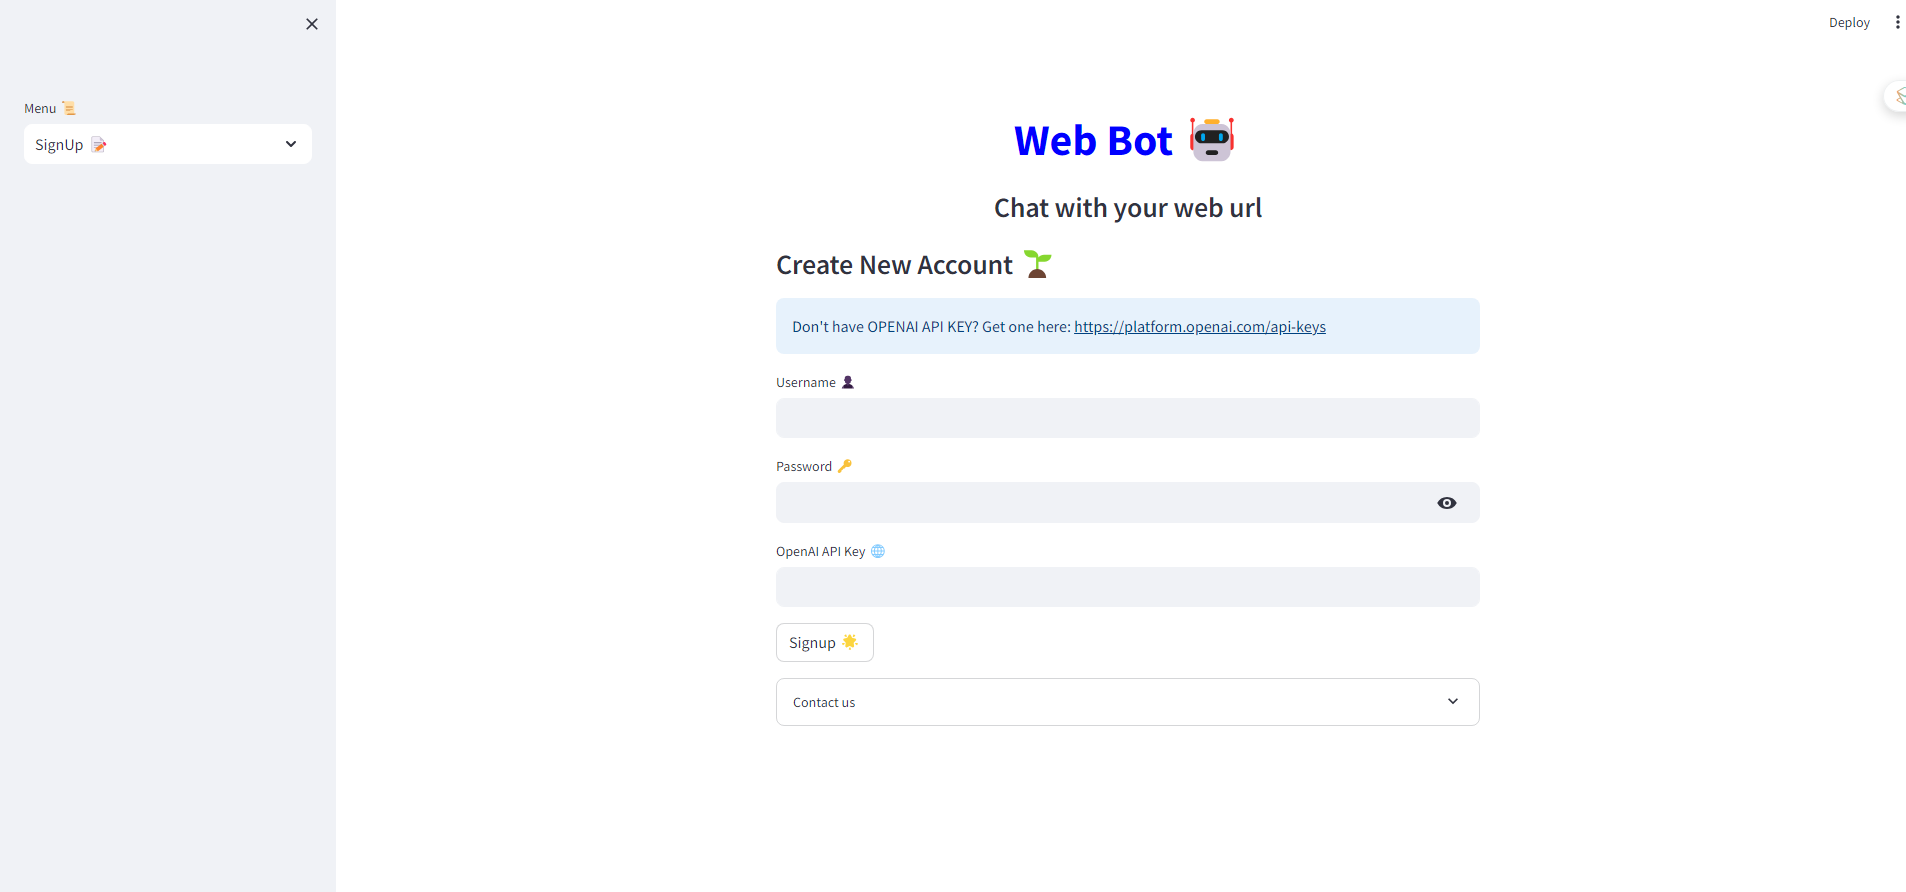 Deploy
Menu 📜
SignUp 📝
Web Bot 🤖
Chat with your web url
Create New Account 🌱
Don't have OPENAI API KEY? Get one here: https://platform.openai.com/api-keys
Username 👤
Password 🔑
OpenAI API Key 🌐
Signup 🌟
Contact us